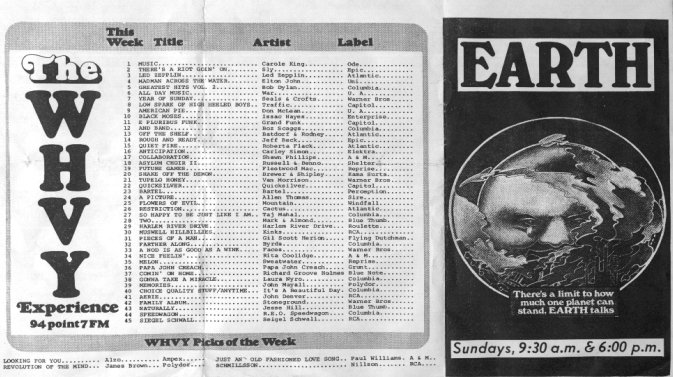 The
WHVY
Experience
94 point 7 FM
This
Week Title Artist Label
1 MUSIC Carole King. Ode.
2 THERE'S A RIOT GOIN' ON Sly. Epic.
3 LED ZEPPLIN Led Zepplin. Atlantic.
4 MADMAN ACROSS THE WATER Elton John. Uni.
5 GREATEST HITS VOL. 2 Bob Dylan. Columbia.
6 ALL DAY MUSIC War. U. A.
7 YEAR OF SUNDAY Seals & Crofts. Warner Bros.
8 LOW SPARK OF HIGH HEELED BOYS Traffic. Capitol.
9 AMERICAN PIE Don McLean. U. A.
10 BLACK MOSES Isaac Hayes. Enterprise.
11 E PLURIBUS FUNK Grand Funk. Capitol.
12 AND BAND Boz Scaggs. Columbia.
13 OFF THE SHELF Batdorf & Rodney. Atlantic.
14 ROUGH AND READY Jeff Beck. Epic.
15 QUIET FIRE Roberta Flack. Atlantic.
16 ANTICIPATION Carley Simon. Elektra.
17 COLLABORATION Shawn Phillips. A & M.
18 ASYLUM CHOIR II Russell & Benno. Shelter.
19 FUTURE GAMES Fleetwood Mac. Reprise.
20 SHAKE OFF THE DEMON Brewer & Shipley. Kama Sutra.
21 TUPELO HONEY Van Morrison. Warner Bros.
22 QUICKSILVER Quicksilver. Capitol.
23 BARTEL Bartel. Perception.
24 A PICTURE Allen Thomas. Sire.
25 FLOWERS OF EVIL Mountain. Windfall
26 RESTRICTION Cactus. Atlantic.
27 SO HAPPY TO BE JUST LIKE I AM. Taj Mahal. Columbia.
28 TWO Mark & Almond. Blue Thumb.
29 HARLEM RIVER DRIVE Harlem River Drive. Roulette.
30 MUSWELL HILLBILLIES Kinks. RCA.
31 PIECES OF A MAN Gil Scott Herion. Flying Dutchman.
32 FARTHER ALONG Byrds. Columbia.
33 A NOD IS AS GOOD AS A WINK Faces. Warner Bros.
34 NICE FEELIN' Rita Coolidge. A & M.
35 MELON Sweetwater. Reprise.
36 PAPA JOHN CREACH Papa John Creach. Grunt.
37 COMIN' ON HOME Richard Groove Holmes Blue Note.
38 GONNA TAKE A MIRACLE Laura Nyro. Columbia.
39 MEMORIES John Mayall. Polydor.
40 CHOICE QUALITY STUFF/ANYTIME It's A Beautiful Day. Columbia.
41 AERIE John Denver. RCA.
42 FAMILY ALBUM Stoneground. Warner Bros.
43 NATURALLY Jesse Hill. Blue Thumb.
44 SPEEDWAGON R.E.O. Speedwagon. Columbia.
45 SIEGEL SCHWALL Seigel Schwall. RCA.
WHVY Picks of the Week
LOOKING FOR YOU Alzo. Ampex. JUST AN' OLD FASHIONED LOVE SONG.. Paul Williams. A & M..
REVOLUTION OF THE MIND... James Brown... Polydor. SCHMILLSSON Nillson. RCA.
EARTH
There's a limit to how
much one planet can
stand. EARTH talks
Sundays, 9:30 a.m. & 6:00 p.m.